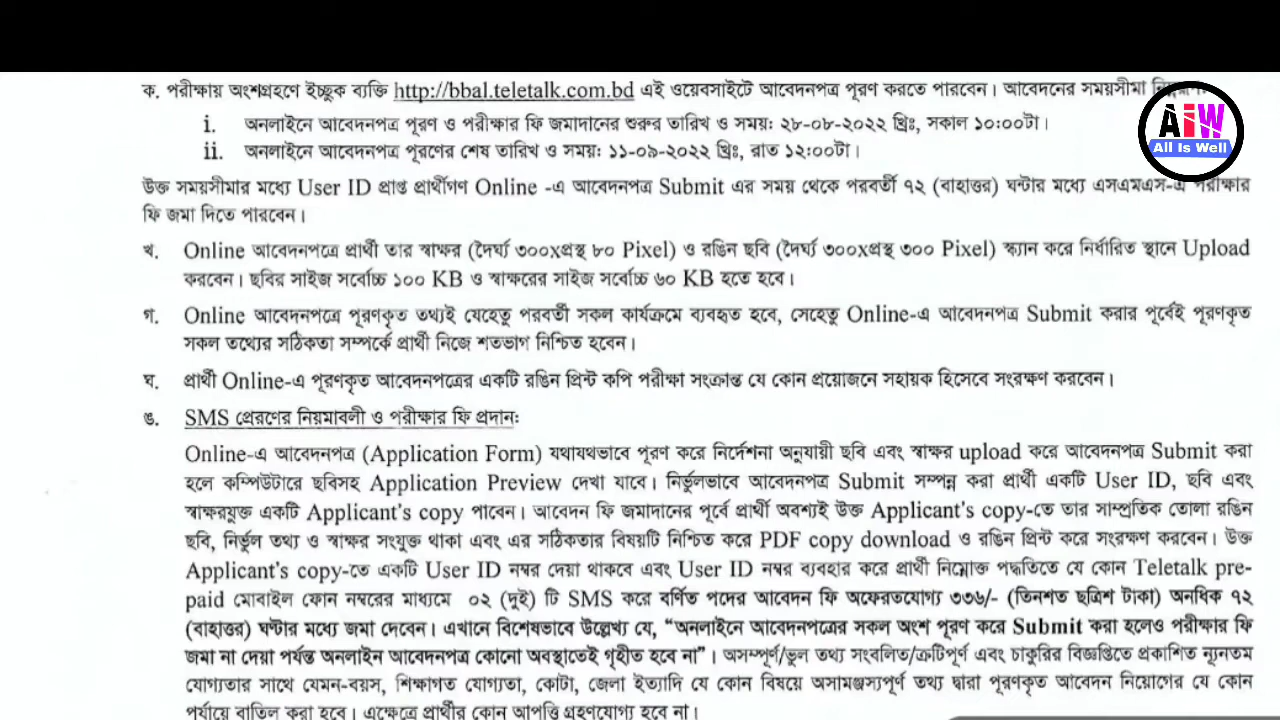 ক. পরীক্ষায় অংশগ্রহণে ইচ্ছুক ব্যক্তি http://bbal.teletalk.com.bd এই ওয়েবসাইটে আবেদনপত্র পূরণ করতে পারবেন। আবেদনের সময়সীমা
i. অনলাইনে আবেদনপত্র পূরণ ও পরীক্ষার ফি জমাদানের শুরুর তারিখ ও সময়ঃ ২৮-০৮-২০২২ খ্রিঃ, সকাল ১০:০০টা।
AiW
All Is Well
ii. অনলাইনে আবেদনপত্র পূরণের শেষ তারিখ ও সময়ঃ ১১-০৯-২০২২ খ্রিঃ, রাত ১২:০০টা।
উক্ত সময়সীমার মধ্যে User ID প্রাপ্ত প্রার্থীগণ Online -এ আবেদনপত্র Submit এর সময় থেকে পরবর্তী ৭২ (বাহাত্তর) ঘন্টার মধ্যে এসএমএস-এ পরীক্ষার
ফি জমা দিতে পারবেন।
খ. Online আবেদনপত্রে প্রার্থী তার স্বাক্ষর (দৈর্ঘ্য ৩০০xপ্রস্থ ৮০ Pixel) ও রঙিন ছবি (দৈর্ঘ্য ৩০০xপ্রস্থ ৩০০ Pixel) স্ক্যান করে নির্ধারিত স্থানে Upload
করবেন। ছবির সাইজ সর্বোচ্চ ১০০ KB ও স্বাক্ষরের সাইজ সর্বোচ্চ ৬০ KB হতে হবে।
গ. Online আবেদনপত্রে পূরণকৃত তথ্যই যেহেতু পরবর্তী সকল কার্যক্রমে ব্যবহৃত হবে, সেহেতু Online-এ আবেদনপত্র Submit করার পূর্বেই পূরণকৃত
সকল তথ্যের সঠিকতা সম্পর্কে প্রার্থী নিজে শতভাগ নিশ্চিত হবেন।
ঘ. প্রার্থী Online-এ পূরণকৃত আবেদনপত্রের একটি রঙিন প্রিন্ট কপি পরীক্ষা সংক্রান্ত যে কোন প্রয়োজনে সহায়ক হিসেবে সংরক্ষণ করবেন।
ঙ. SMS প্রেরণের নিয়মাবলী ও পরীক্ষার ফি প্রদানঃ
Online-এ আবেদনপত্র (Application Form) যথাযথভাবে পূরণ করে নির্দেশনা অনুযায়ী ছবি এবং স্বাক্ষর upload করে আবেদনপত্র Submit করা
হলে কম্পিউটারে ছবিসহ Application Preview দেখা যাবে। নির্ভুলভাবে আবেদনপত্র Submit সম্পন্ন করা প্রার্থী একটি User ID, ছবি এবং
স্বাক্ষরযুক্ত একটি Applicant's copy পাবেন। আবেদন ফি জমাদানের পূর্বে প্রার্থী অবশ্যই উক্ত Applicant's copy-তে তার সাম্প্রতিক তোলা রঙিন
ছবি, নির্ভুল তথ্য ও স্বাক্ষর সংযুক্ত থাকা এবং এর সঠিকতার বিষয়টি নিশ্চিত করে PDF copy download ও রঙিন প্রিন্ট করে সংরক্ষণ করবেন। উক্ত
Applicant's copy-তে একটি User ID নম্বর দেয়া থাকবে এবং User ID নম্বর ব্যবহার করে প্রার্থী নিম্নোক্ত পদ্ধতিতে যে কোন Teletalk pre-
paid মোবাইল ফোন নম্বরের মাধ্যমে ০২ (দুই) টি SMS করে বর্ণিত পদের আবেদন ফি অফেরতযোগ্য ৩৩৬/- (তিনশত ছত্রিশ টাকা) অনধিক ৭২
(বাহাত্তর) ঘণ্টার মধ্যে জমা দেবেন। এখানে বিশেষভাবে উল্লেখ্য যে, “অনলাইনে আবেদনপত্রের সকল অংশ পূরণ করে Submit করা হলেও পরীক্ষার ফি
জমা না দেয়া পর্যন্ত অনলাইন আবেদনপত্র কোনো অবস্থাতেই গৃহীত হবে না”। অসম্পূর্ণ/ভুল তথ্য সংবলিত/ত্রুটিপূর্ণ এবং চাকুরির বিজ্ঞপ্তিতে প্রকাশিত ন্যূনতম
যোগ্যতার সাথে যেমন-বয়স, শিক্ষাগত যোগ্যতা, কোটা, জেলা ইত্যাদি যে কোন বিষয়ে অসামঞ্জস্যপূর্ণ তথ্য দ্বারা পূরণকৃত আবেদন নিয়োগের যে কোন
পর্যায়ে বাতিল করা হবে। এক্ষেত্রে প্রার্থীর কোন আপত্তি গ্রহণযোগ্য হবে না।